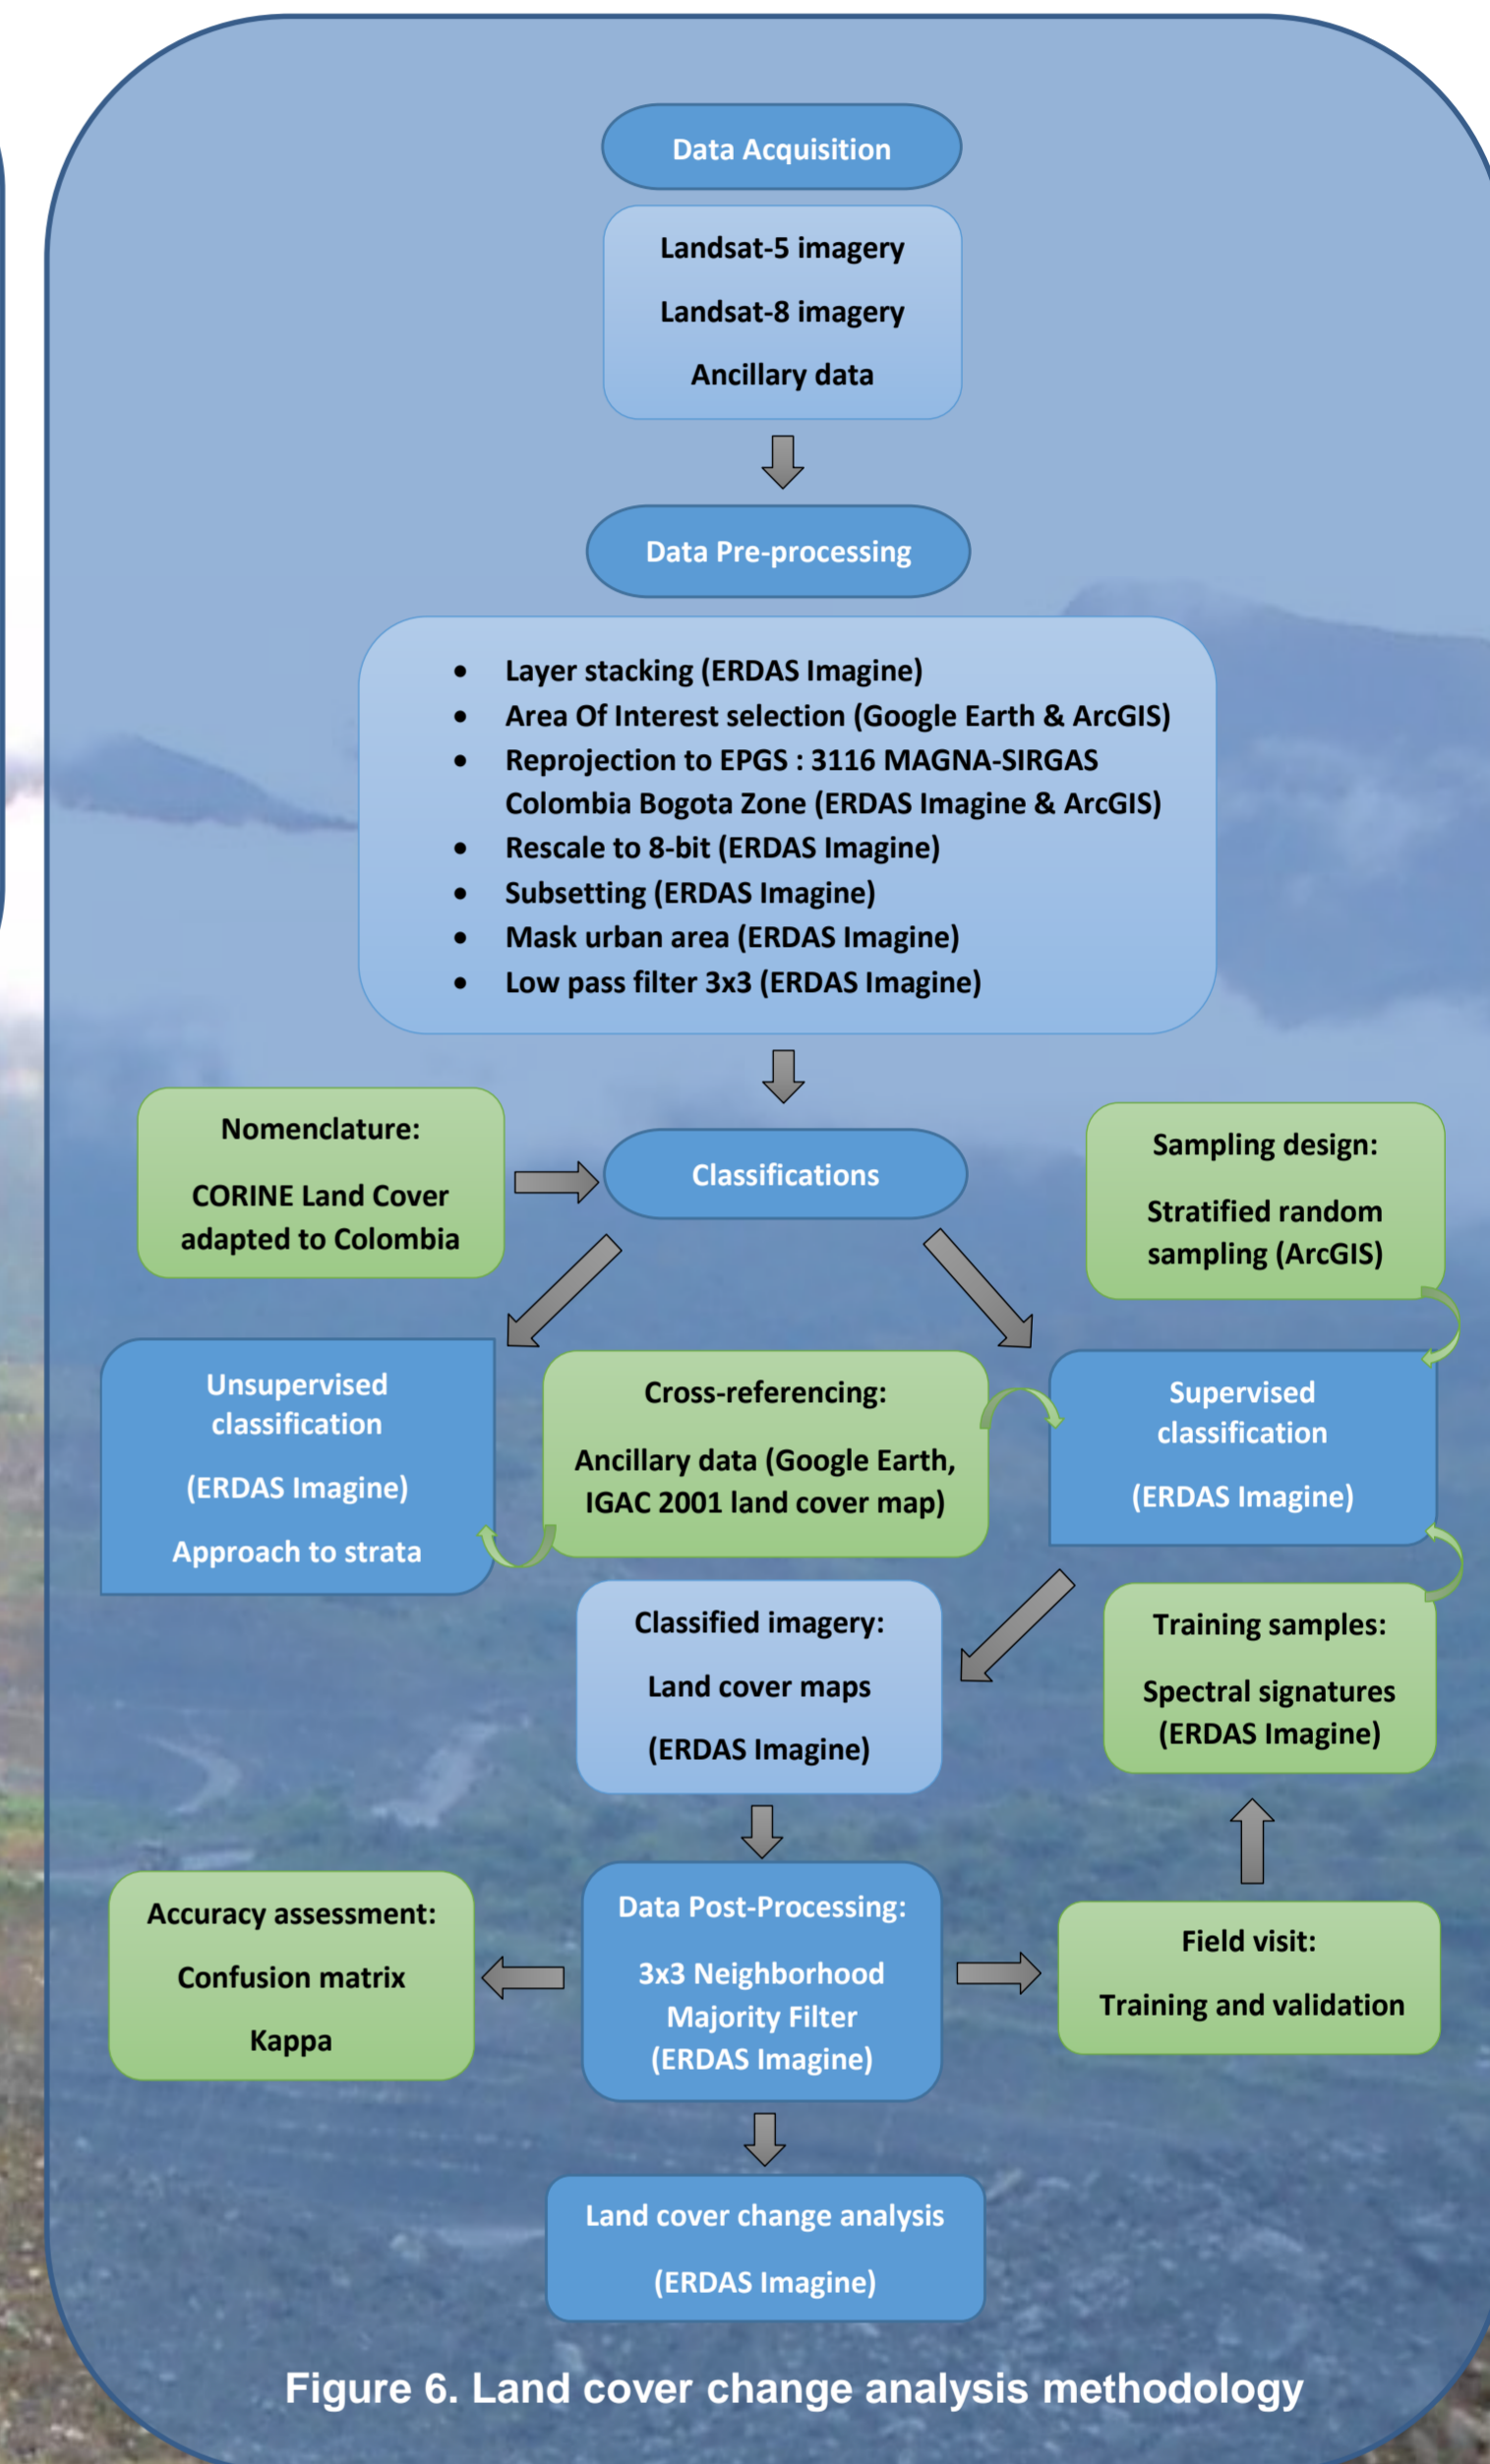 Data Acquisition
Landsat-5 imagery
Landsat-8 imagery
Ancillary data
Data Pre-processing
• Layer stacking (ERDAS Imagine)
• Area Of Interest selection (Google Earth & ArcGIS)
• Reprojection to EPGS : 3116 MAGNA-SIRGAS
Colombia Bogota Zone (ERDAS Imagine & ArcGIS)
• Rescale to 8-bit (ERDAS Imagine)
• Subsetting (ERDAS Imagine)
• Mask urban area (ERDAS Imagine)
• Low pass filter 3x3 (ERDAS Imagine)
Nomenclature:
CORINE Land Cover
adapted to Colombia
Classifications
Sampling design:
Stratified random
sampling (ArcGIS)
Unsupervised
classification
(ERDAS Imagine)
Approach to strata
Cross-referencing:
Ancillary data (Google Earth,
IGAC 2001 land cover map)
Supervised
classification
(ERDAS Imagine)
Classified imagery:
Land cover maps
(ERDAS Imagine)
Training samples:
Spectral signatures
(ERDAS Imagine)
Accuracy assessment:
Confusion matrix
Kappa
Data Post-Processing:
3x3 Neighborhood
Majority Filter
(ERDAS Imagine)
Field visit:
Training and validation
Land cover change analysis
(ERDAS Imagine)
Figure 6. Land cover change analysis methodology